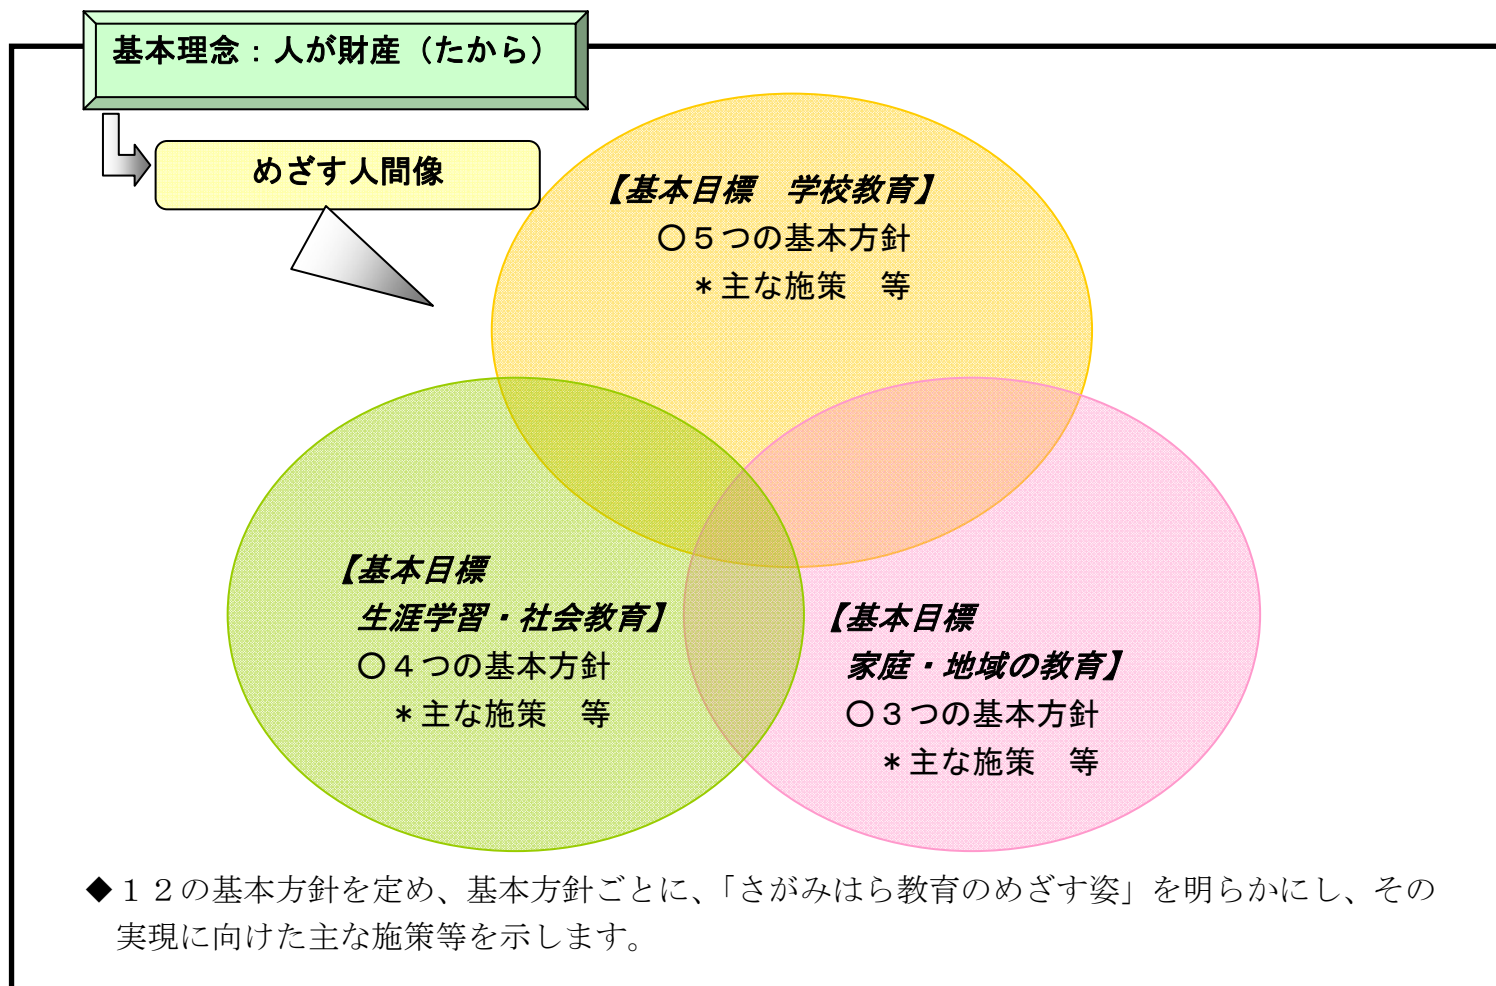 基本理念：人が財産（たから）
めざす人間像
【基本目標　学校教育】
〇５つの基本方針
＊主な施策　等
【基本目標
生涯学習・社会教育】
〇４つの基本方針
＊主な施策　等
【基本目標
家庭・地域の教育】
〇３つの基本方針
＊主な施策　等
◆１２の基本方針を定め、基本方針ごとに、「さがみはら教育のめざす姿」を明らかにし、その
実現に向けた主な施策等を示します。